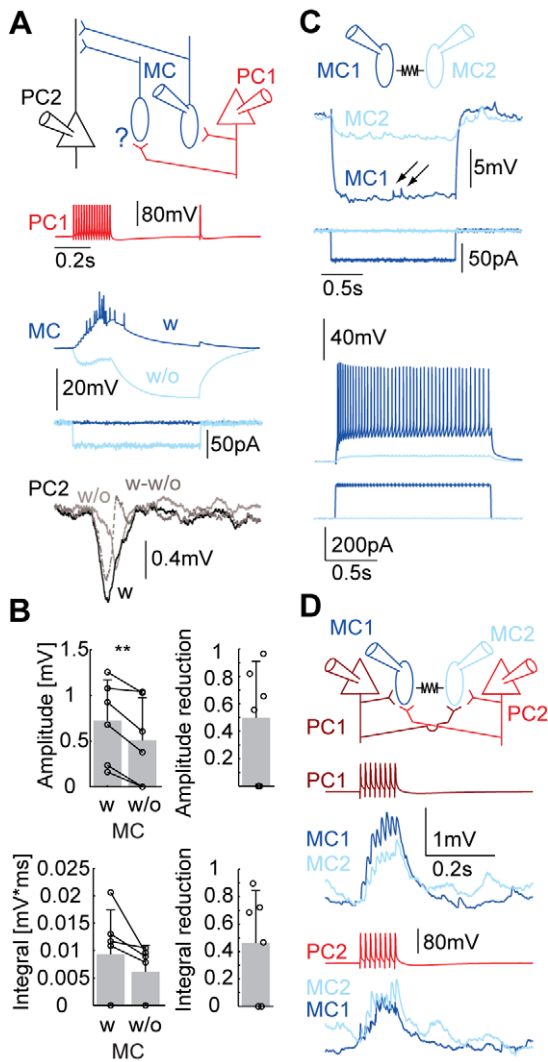 A
MC
PC1
PC2
?
PC1
80mV
0.2s
MC
w
w/o
20mV
50pA
PC2
w/o
w-w/o
0.4mV
w
B
**
Amplitude [mV]
1.5
1
0.5
0
w w/o
MC
Amplitude reduction
1
0.8
0.6
0.4
0.2
Integral [mV*ms]
0.025
0.02
0.015
0.01
0.005
0
w w/o
MC
Integral reduction
1
0.8
0.6
0.4
0.2
0
C
MC1
MC2
MC2
MC1
5mV
50pA
0.5s
40mV
200pA
0.5s
D
MC1
MC2
PC1
PC2
PC1
MC1
MC2
1mV
0.2s
PC2
80mV
MC2
MC1